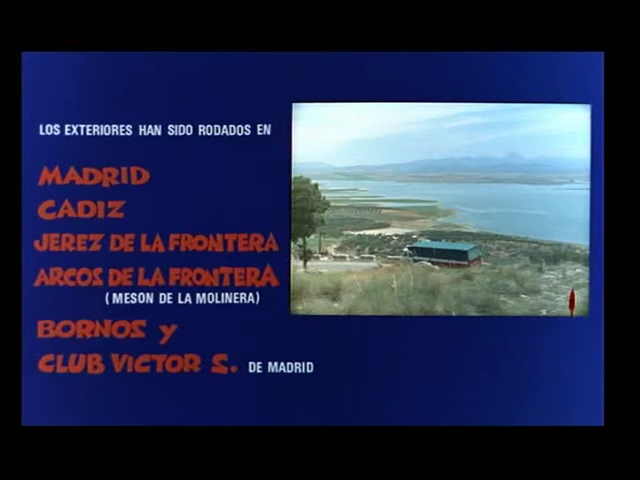 LOS EXTERIORES HAN SIDO RODADOS EN
MADRID
CADIZ
JEREZ DE LA FRONTERA
ARCOS DE LA FRONTERA
(MESON DE LA MOLINERA)
BORNOS y
CLUB VICTOR S. DE MADRID